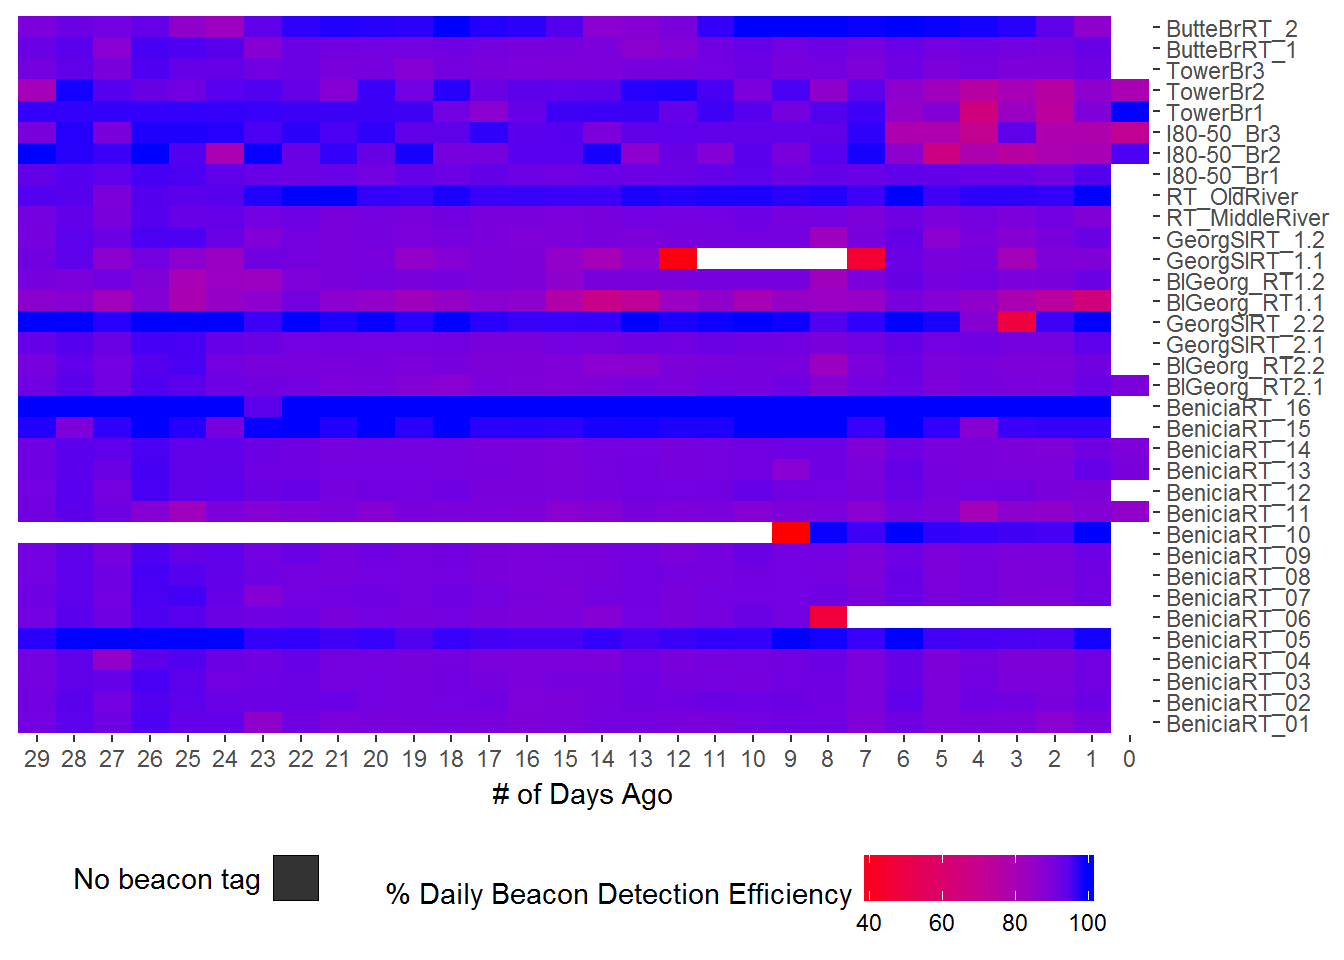 ButteBrRT_2
ButteBrRT_1
TowerBr3
TowerBr2
TowerBr1
I80-50_Br3
I80-50_Br2
I80-50_Br1
RT_OldRiver
RT_MiddleRiver
GeorgSlRT_1.2
GeorgSlRT_1.1
BlGeorg_RT1.2
BlGeorg_RT1.1
GeorgSlRT_2.2
GeorgSlRT_2.1
BlGeorg_RT2.2
BlGeorg_RT2.1
BeniciaRT_16
BeniciaRT_15
BeniciaRT_14
BeniciaRT_13
BeniciaRT_12
BeniciaRT_11
BeniciaRT_10
BeniciaRT_09
BeniciaRT_08
BeniciaRT_07
BeniciaRT_06
BeniciaRT_05
BeniciaRT_04
BeniciaRT_03
BeniciaRT_02
BeniciaRT_01
29 28 27 26 25 24 23 22 21 20 19 18 17 16 15 14 13 12 11 10 9 8 7 6 5 4 3 2 1 0
# of Days Ago
No beacon tag
% Daily Beacon Detection Efficiency
40 60 80 100